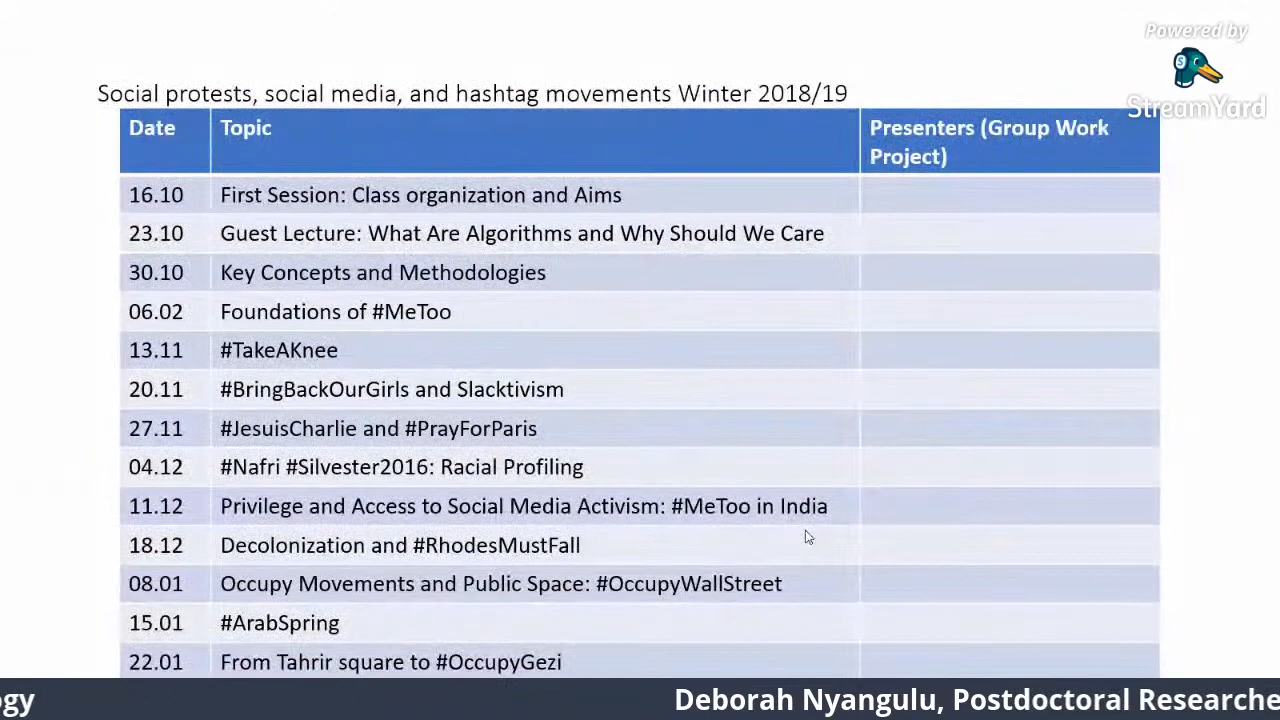 Powered by
StreamYard
Social protests, social media, and hashtag movements Winter 2018/19
Date Topic Presenters (Group Work
Project)
16.10 First Session: Class organization and Aims
23.10 Guest Lecture: What Are Algorithms and Why Should We Care
30.10 Key Concepts and Methodologies
06.02 Foundations of #MeToo
13.11 #TakeAKnee
20.11 #BringBackOurGirls and Slacktivism
27.11 #JesuisCharlie and #PrayForParis
04.12 #Nafri #Silvester2016: Racial Profiling
11.12 Privilege and Access to Social Media Activism: #MeToo in India
18.12 Decolonization and #RhodesMustFall
08.01 Occupy Movements and Public Space: #OccupyWallStreet
15.01 #ArabSpring
22.01 From Tahrir square to #OccupyGezi
ogy Deborah Nyangulu, Postdoctoral Researche